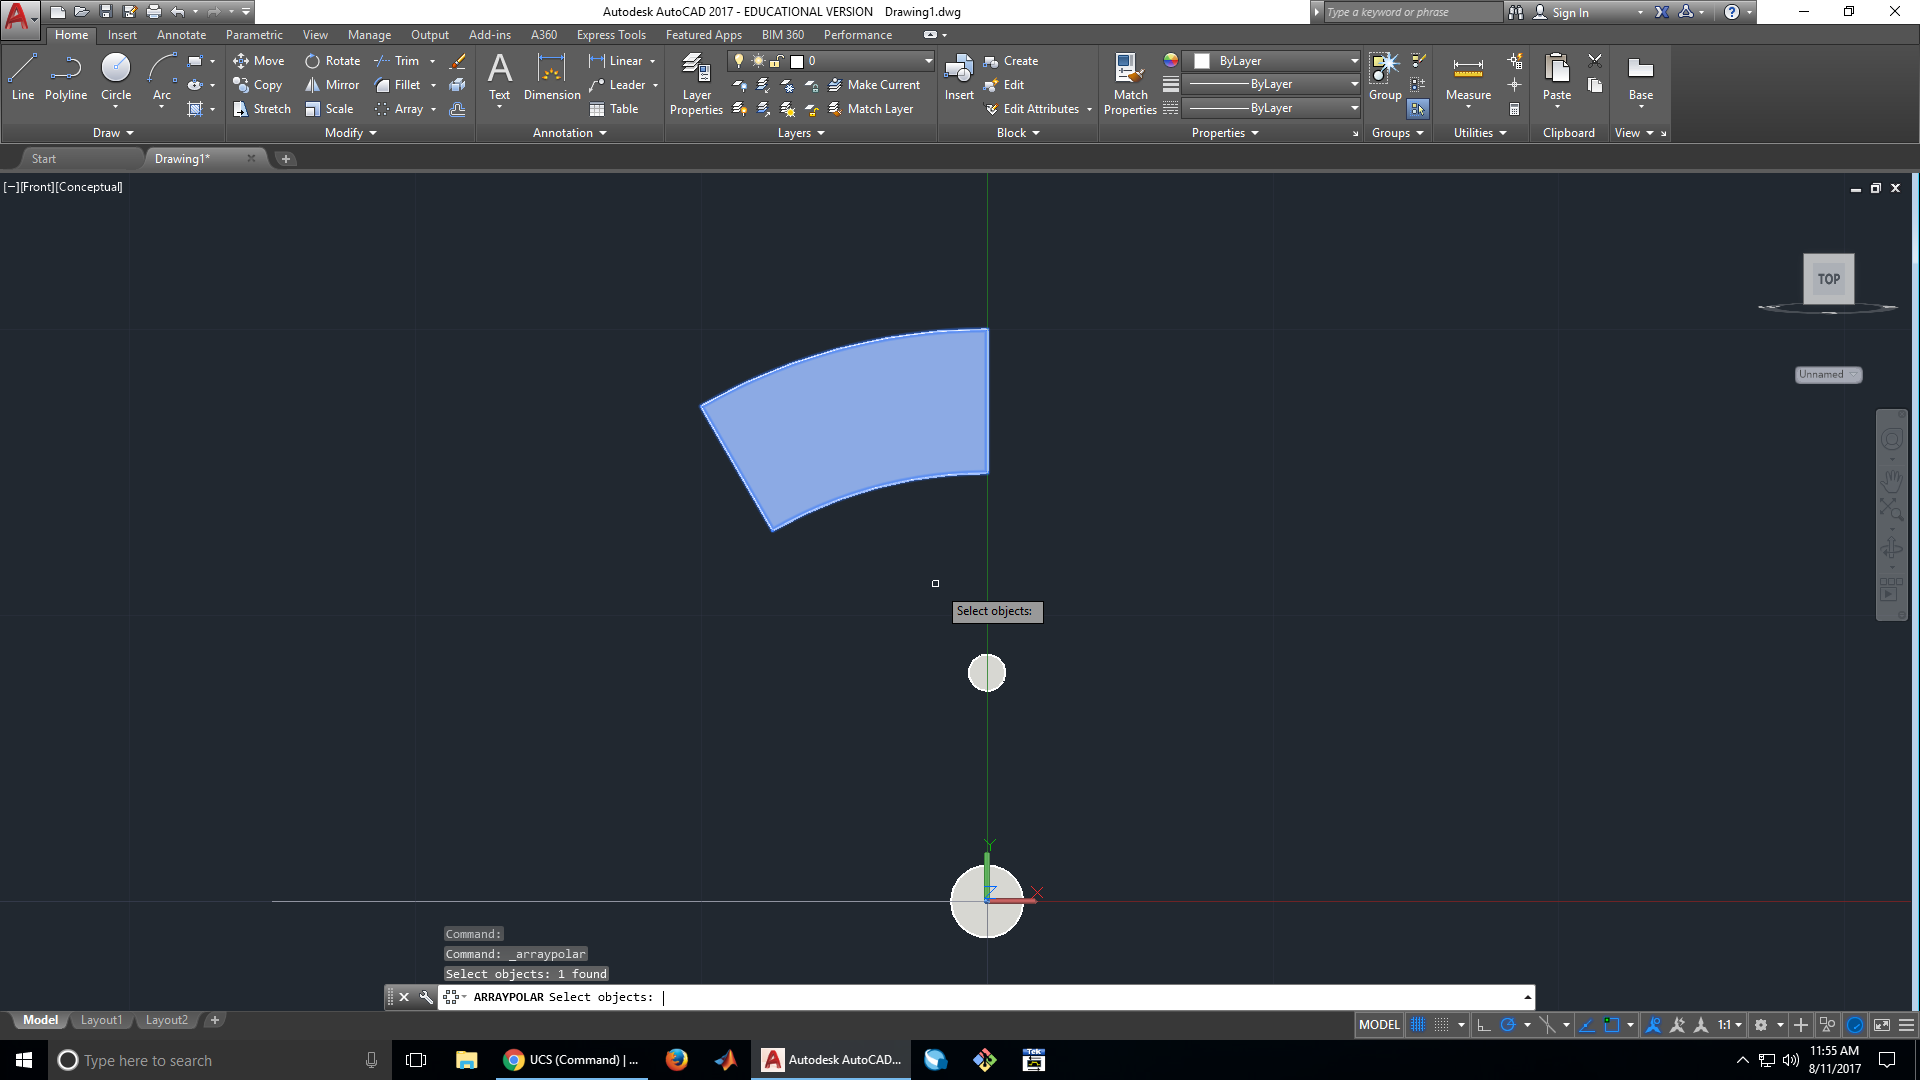 Autodesk AutoCAD 2017 - EDUCATIONAL VERSION Drawing1.dwg
Type a keyword or phrase
Sign In
Home Insert Annotate Parametric View Manage Output Add-ins A360 Express Tools Featured Apps BIM 360 Performance
Line
Polyline
Circle
Arc
Draw
Move Rotate Trim
Copy Mirror Fillet
Stretch Scale Array
Modify
Text
Dimension
Linear
Leader
Table
Annotation
Layer Properties
0
Make Current
Match Layer
Layers
Insert
Create
Edit
Edit Attributes
Block
Match Properties
ByLayer
ByLayer
ByLayer
Properties
Group
Groups
Measure
Utilities
Paste
Clipboard
Base
View
Start
Drawing1*
[−][Front][Conceptual]
TOP
Unnamed
Select objects:
Y
Z
X
Command:
Command: _arraypolar
Select objects: 1 found
ARRAYPOLAR Select objects:
Model Layout1 Layout2
MODEL
1:1
Type here to search
UCS (Command) | ...
Autodesk AutoCAD...
Tek
11:55 AM
8/11/2017